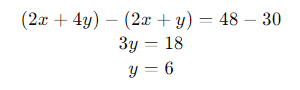 (2x + 4y) − (2x + y) = 48 − 30
3y = 18
y = 6